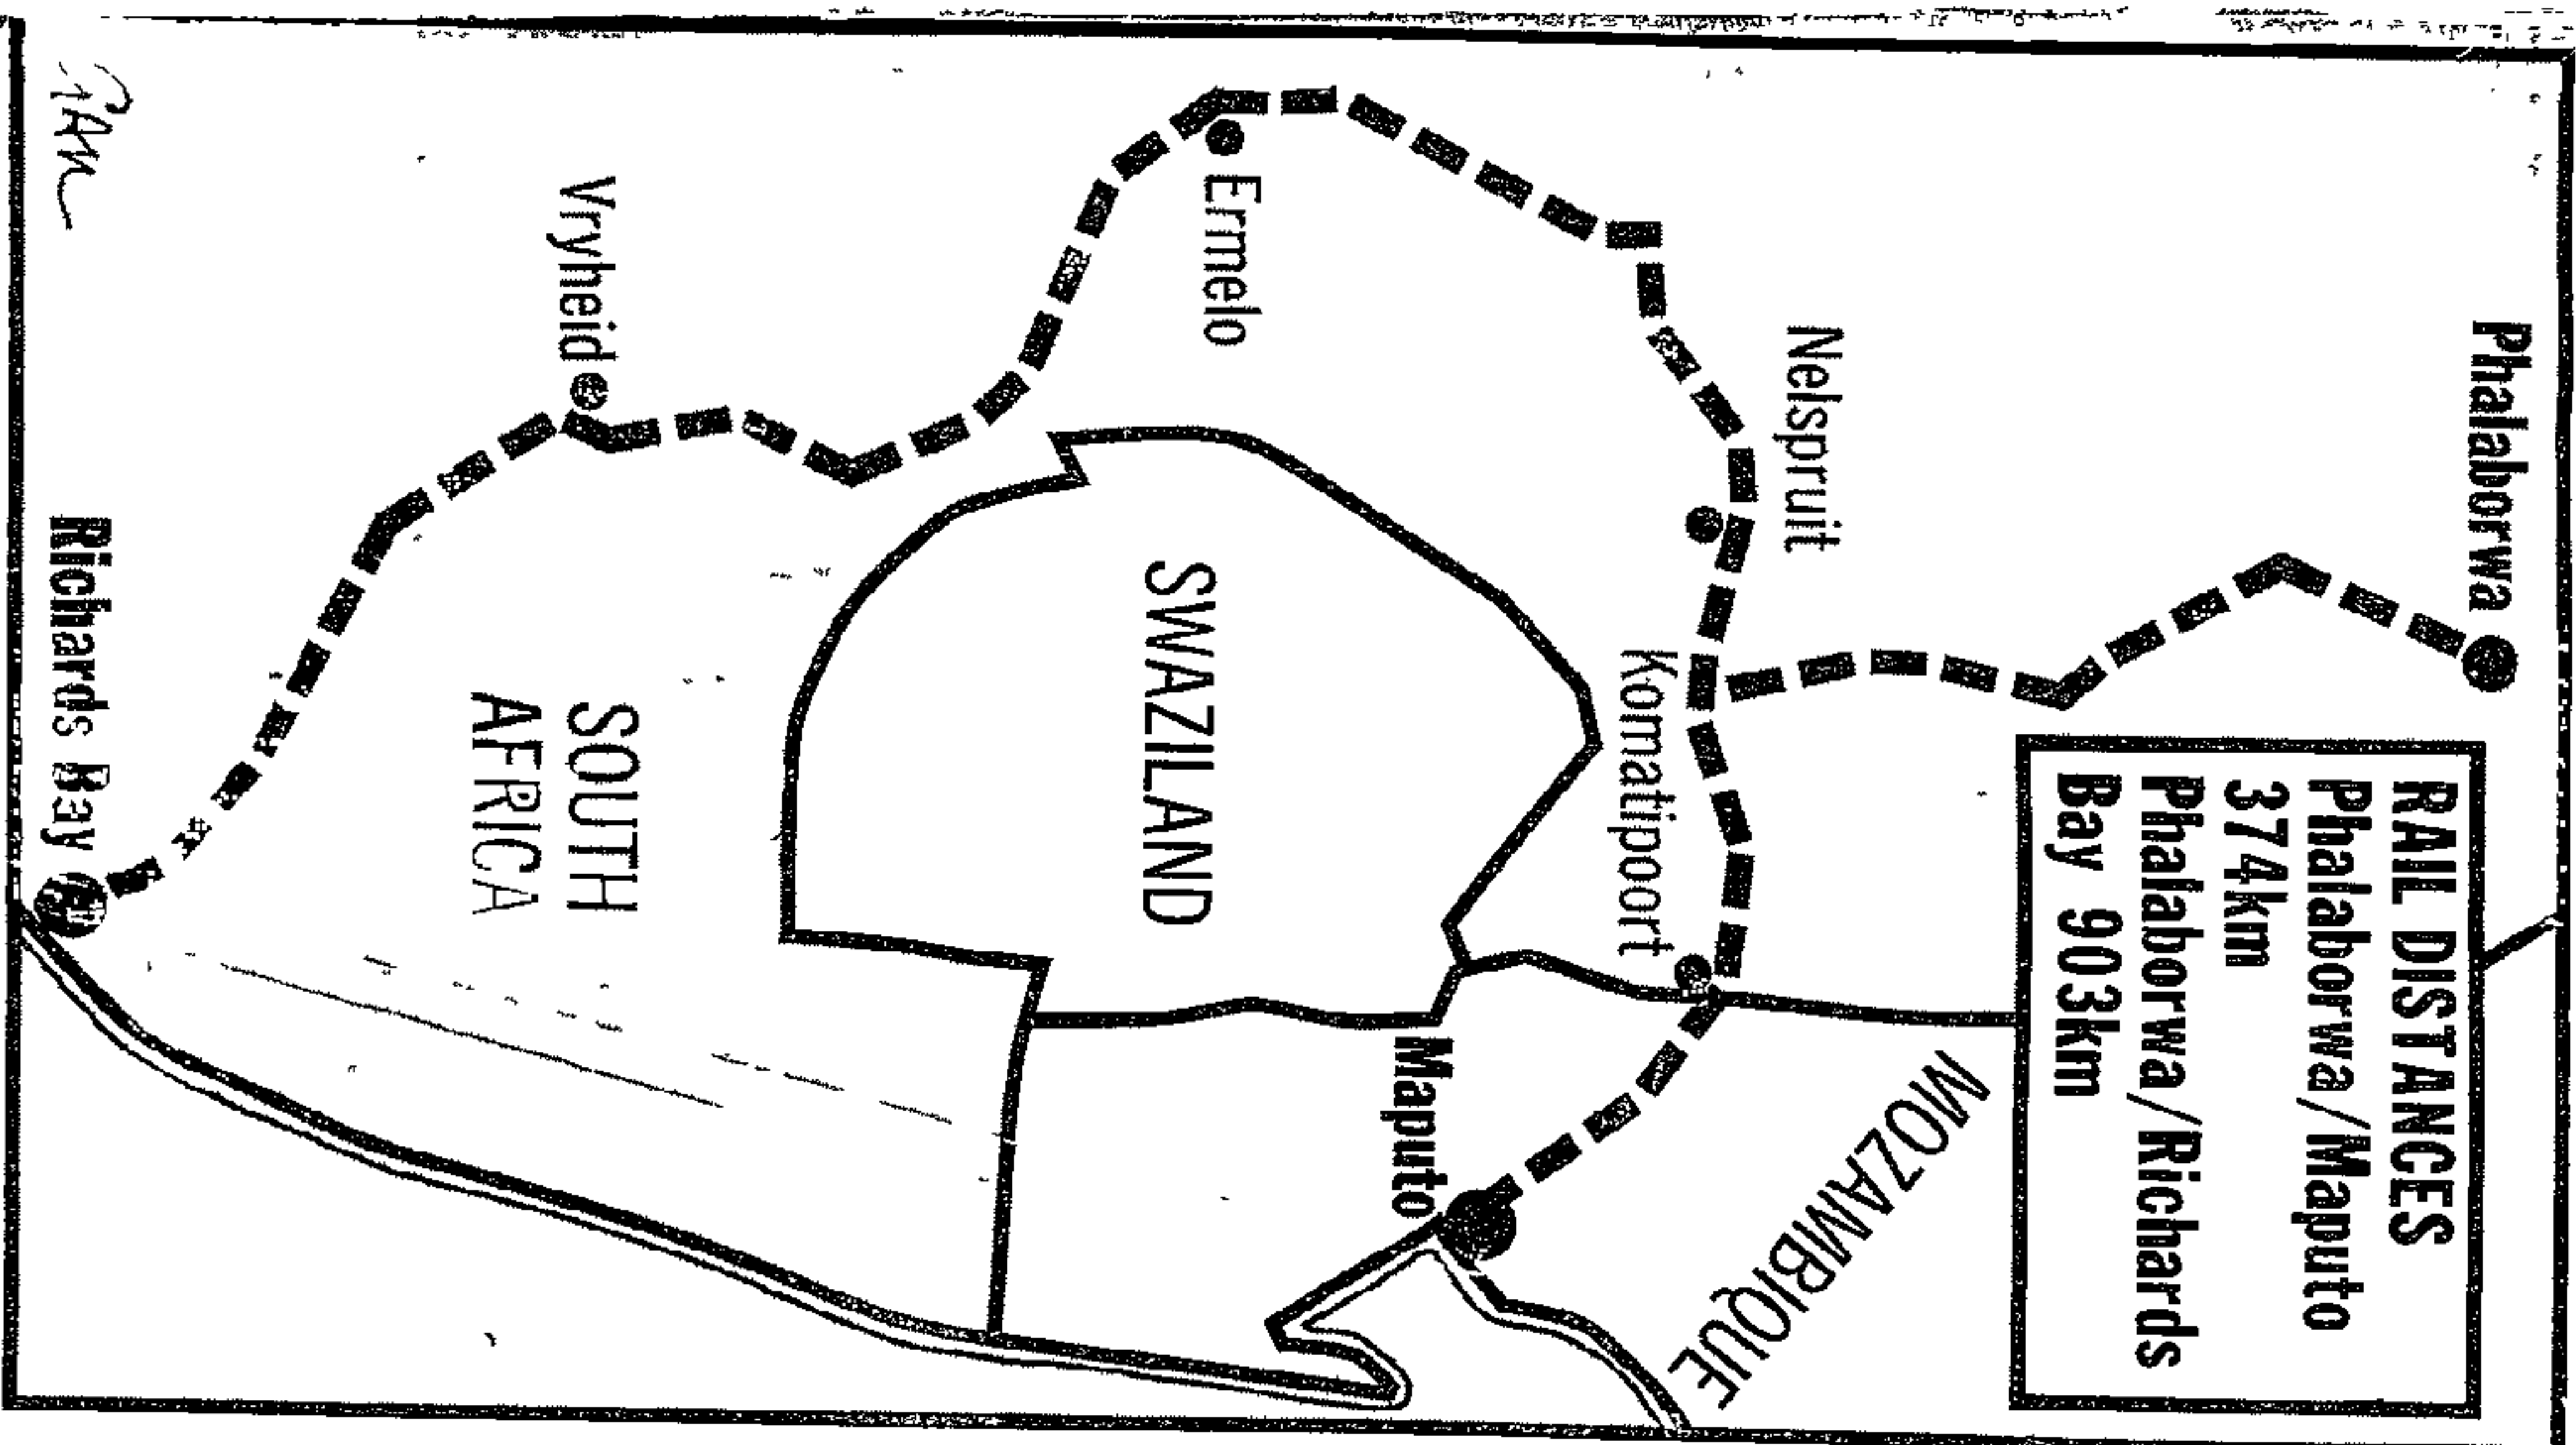 Phalaborwa
RAIL DISTANCES
Phalaborwa/Maputo
374km
Phalaborwa/Richards
Bay 903km
Nelspruit
Komatipoort
MOZAMBIQUE
Maputo
Ermelo
SWAZILAND
Vryheid
SOUTH
AFRICA
Richards Bay